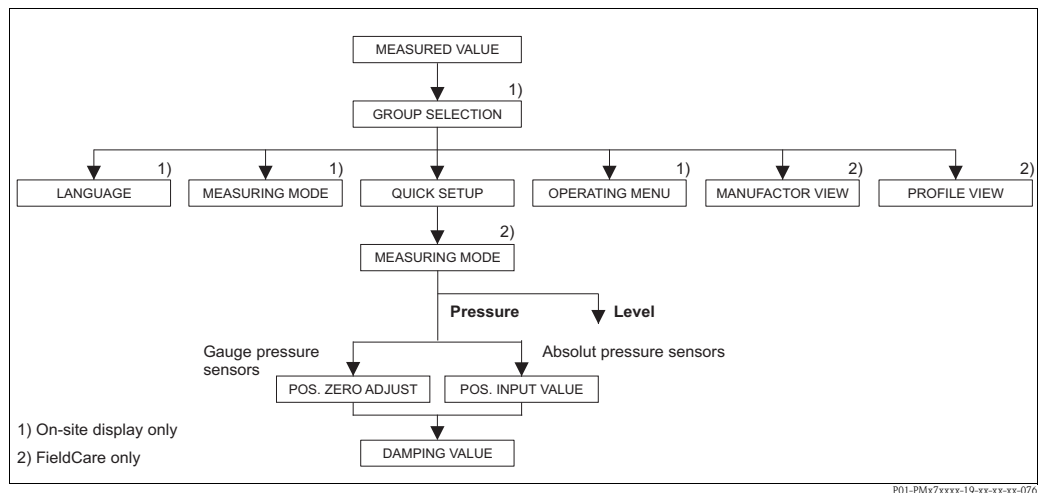 MEASURED VALUE
1)
GROUP SELECTION
1)
LANGUAGE
1)
MEASURING MODE
QUICK SETUP
1)
OPERATING MENU
2)
MANUFACTOR VIEW
2)
PROFILE VIEW
2)
MEASURING MODE
Pressure
Level
Gauge pressure
sensors
Absolut pressure sensors
POS. ZERO ADJUST
POS. INPUT VALUE
DAMPING VALUE
1) On-site display only
2) FieldCare only
P01-PMx7xxxx-19-xx-xx-xx-076